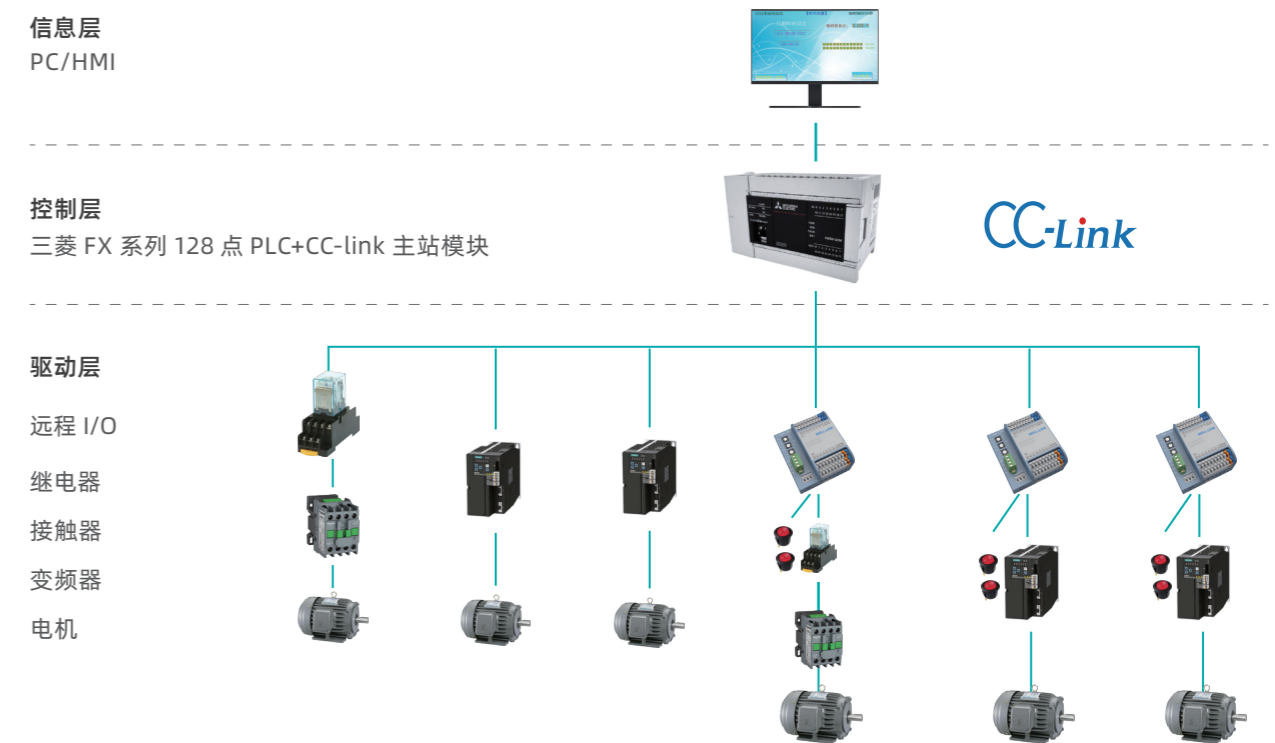 信息层
PC/HMI
控制层
三菱 FX 系列 128 点 PLC+CC-link 主站模块
CC-Link
驱动层
远程 I/O
继电器
接触器
变频器
电机